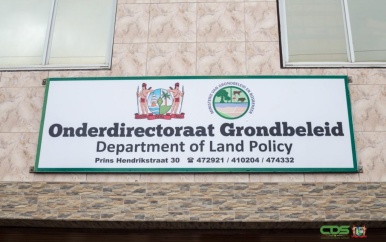 Onderdirectoraat Grondbeleid
Department of Land Policy
Prins Hendrikstraat 30 ☎ 472921 / 410204 / 474332
CDS